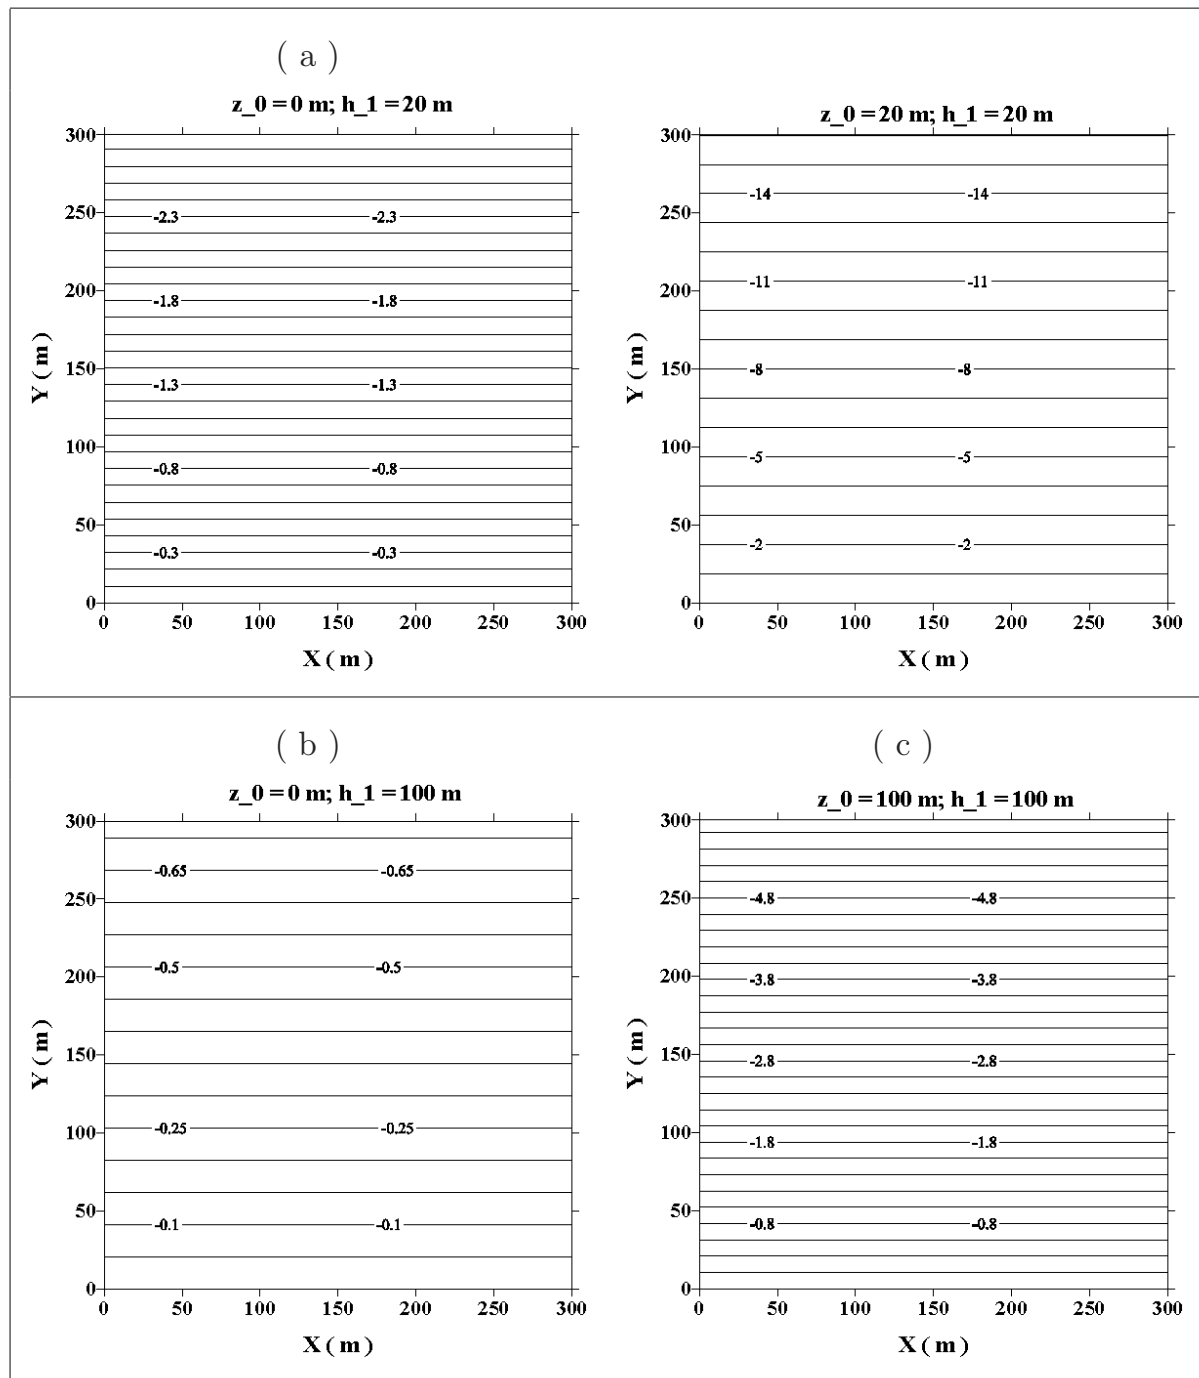 ( a )
z_0 = 0 m; h_1 = 20 m
300
250
200
150
100
50
0
-2.3 -2.3
-1.8 -1.8
-1.3 -1.3
-0.8 -0.8
-0.3 -0.3
0 50 100 150 200 250 300
Y ( m )
X ( m )
z_0 = 20 m; h_1 = 20 m
300
250
200
150
100
50
0
-14 -14
-11 -11
-8 -8
-5 -5
-2 -2
0 50 100 150 200 250 300
Y ( m )
X ( m )
( b )
z_0 = 0 m; h_1 = 100 m
300
250
200
150
100
50
0
-0.65 -0.65
-0.5 -0.5
-0.25 -0.25
-0.1 -0.1
0 50 100 150 200 250 300
Y ( m )
X ( m )
( c )
z_0 = 100 m; h_1 = 100 m
300
250
200
150
100
50
0
-4.8 -4.8
-3.8 -3.8
-2.8 -2.8
-1.8 -1.8
-0.8 -0.8
0 50 100 150 200 250 300
Y ( m )
X ( m )